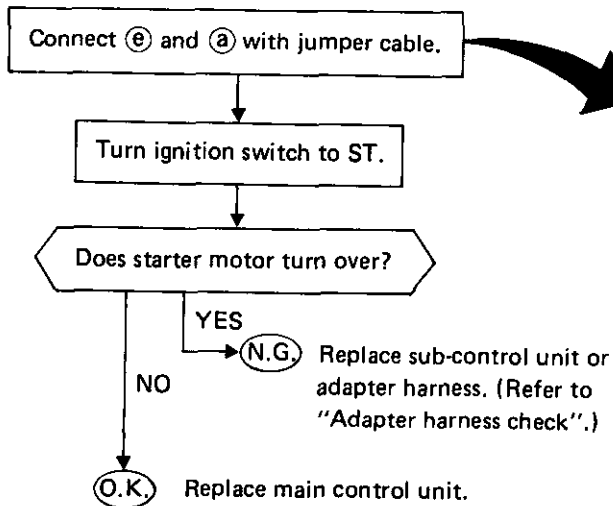 Connect ⓔ and ⓐ with jumper cable.
Turn ignition switch to ST.
Does starter motor turn over?
YES
N.G. Replace sub-control unit or
adapter harness. (Refer to
"Adapter harness check".)
NO
O.K. Replace main control unit.